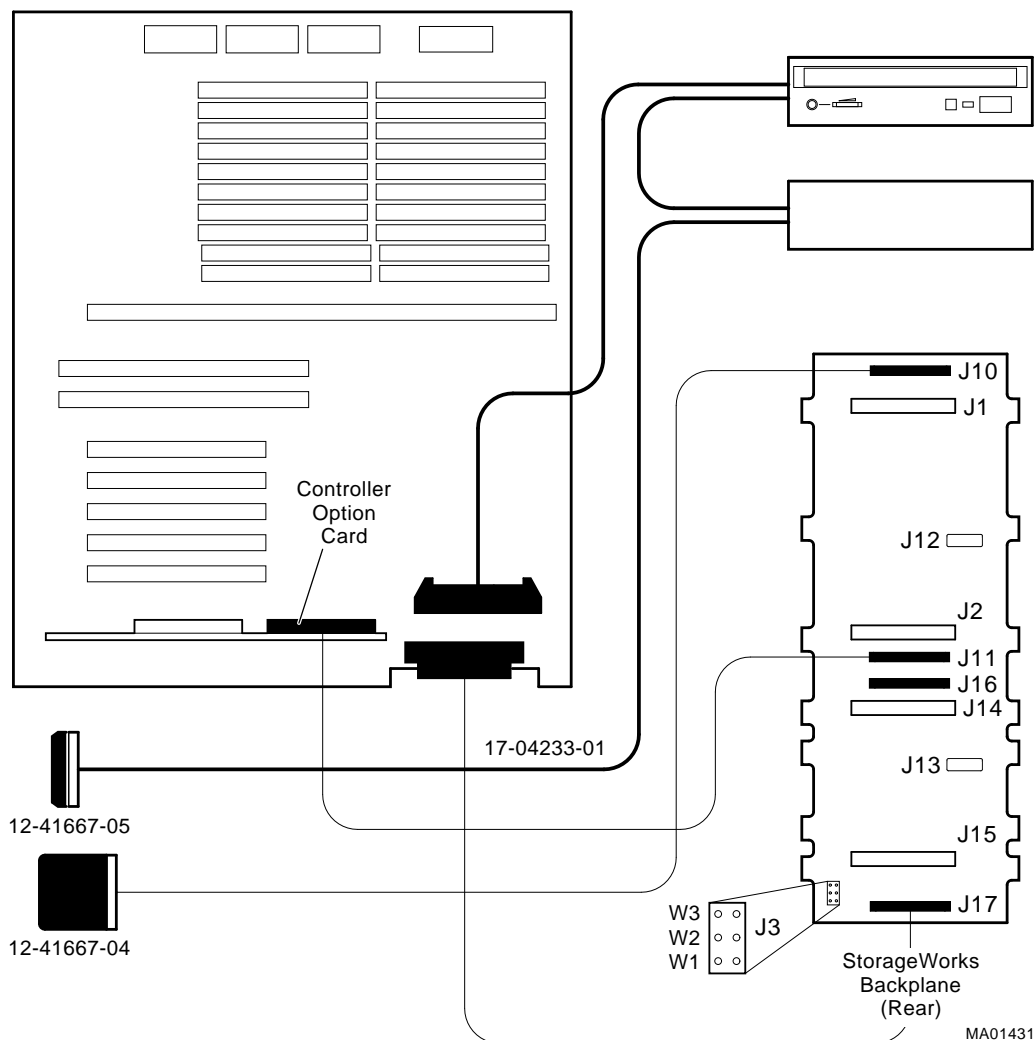 J10
J1
Controller
Option
Card
J12
J2
J11
J16
J14
17-04233-01
J13
12-41667-05
J15
W3
W2
W1
J3
J17
12-41667-04
StorageWorks
Backplane
(Rear)
MA01431